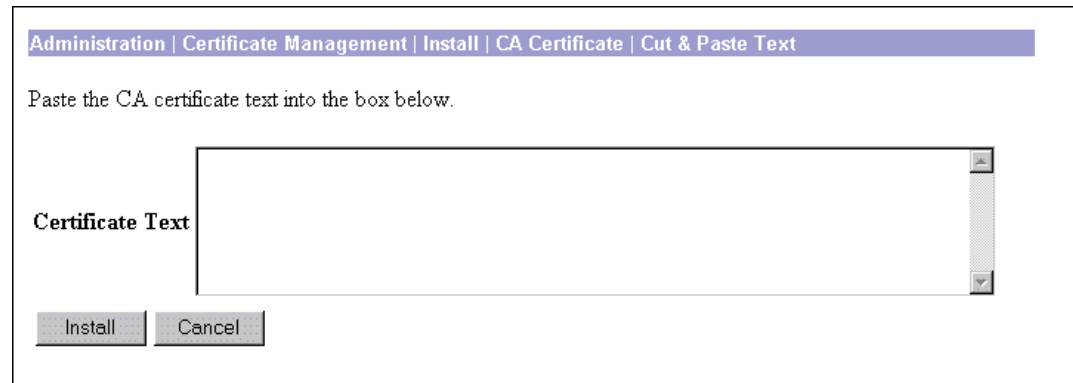 Administration | Certificate Management | Install | CA Certificate | Cut & Paste Text
Paste the CA certificate text into the box below.
Certificate Text
Install Cancel